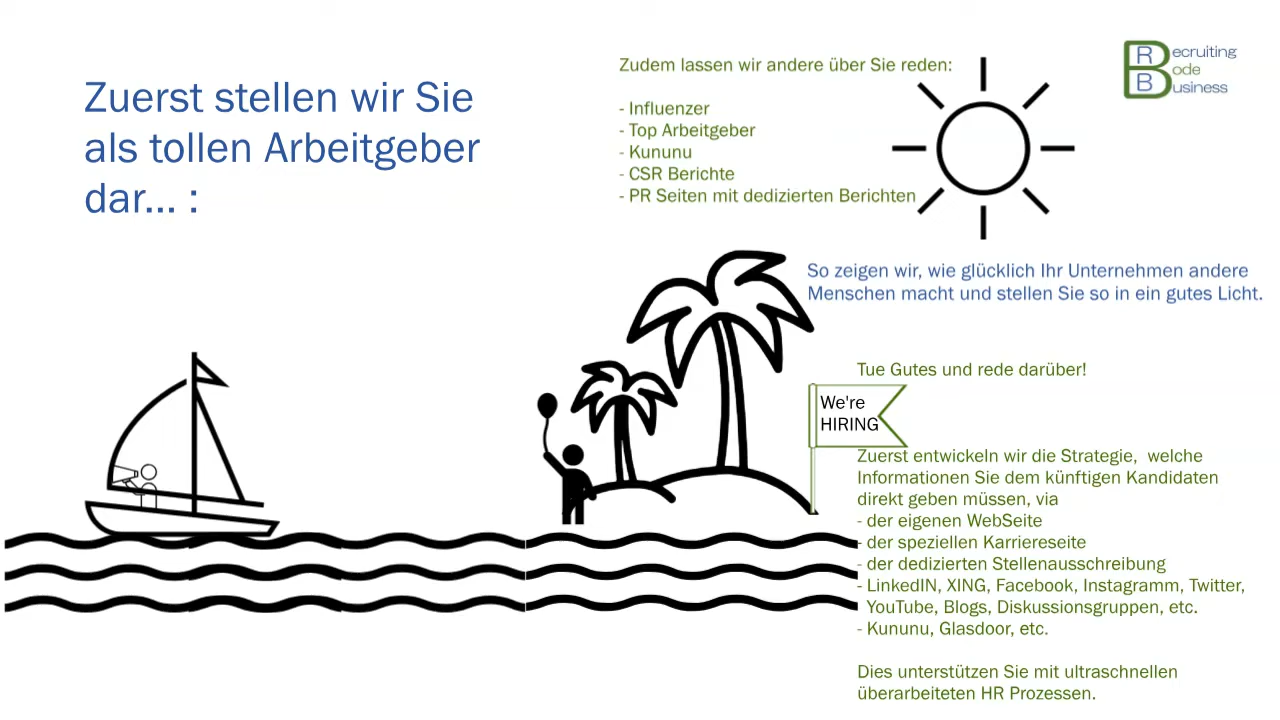 Zuerst stellen wir Sie
als tollen Arbeitgeber
dar... :
Zudem lassen wir andere über Sie reden:
- Influenzer
- Top Arbeitgeber
- Kununu
- CSR Berichte
- PR Seiten mit dedizierten Berichten
Recruiting
Bode
Business
So zeigen wir, wie glücklich Ihr Unternehmen andere
Menschen macht und stellen Sie so in ein gutes Licht.
Tue Gutes und rede darüber!
We're
HIRING
Zuerst entwickeln wir die Strategie,  welche
Informationen Sie dem künftigen Kandidaten
direkt geben müssen, via
- der eigenen WebSeite
- der speziellen Karriereseite
- der dedizierten Stellenausschreibung
- LinkedIN, XING, Facebook, Instagramm, Twitter,
YouTube, Blogs, Diskussionsgruppen, etc.
- Kununu, Glasdoor, etc.
Dies unterstützen Sie mit ultraschnellen
überarbeiteten HR Prozessen.